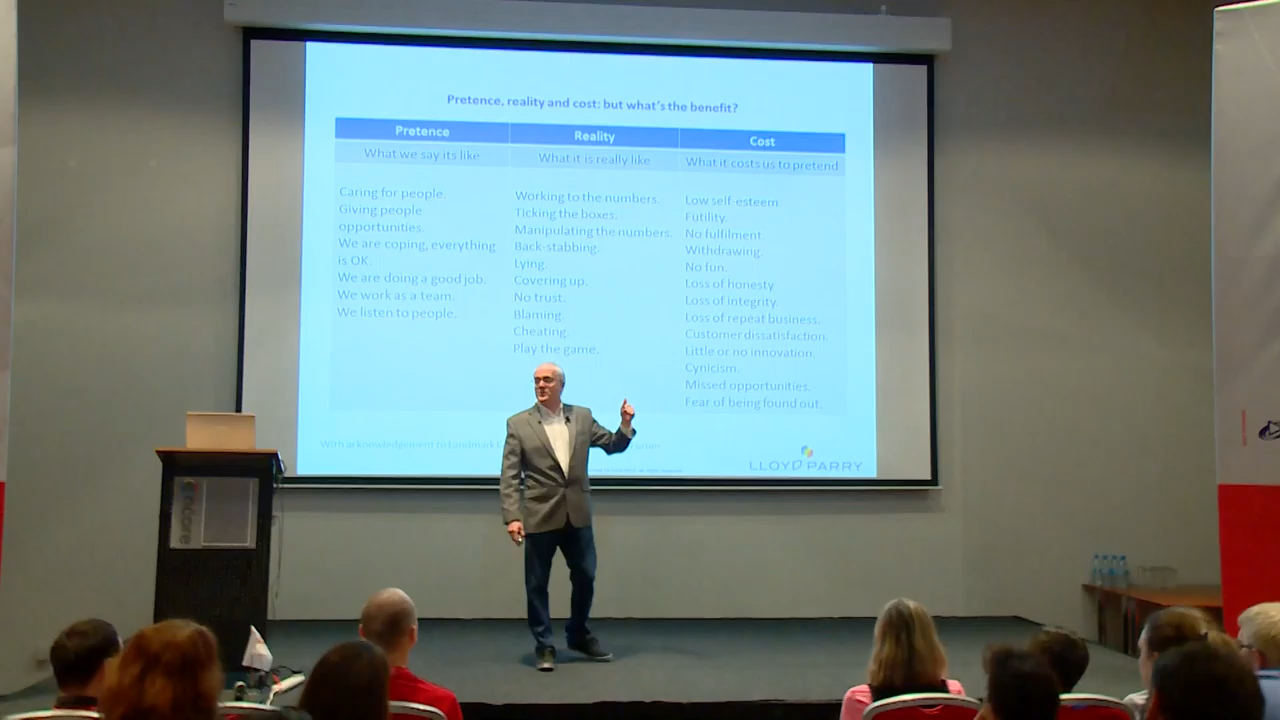 Pretence, reality and cost: but what's the benefit?
Pretence
Reality
Cost
What we say its like
What it is really like
What it costs us to pretend
Caring for people.
Giving people
opportunities.
We are coping, everything
is OK.
We are doing a good job.
We work as a team.
We listen to people.
Working to the numbers.
Ticking the boxes.
Manipulating the numbers.
Back-stabbing.
Lying.
Covering up.
No trust.
Blaming.
Cheating.
Play the game.
Low self-esteem
Futility.
No fulfilment.
Withdrawing.
No fun.
Loss of honesty
Loss of integrity.
Loss of repeat business.
Customer dissatisfaction.
Little or no innovation.
Cynicism.
Missed opportunities.
Fear of being found out.
With acknowledgement to Landmark
LLOYD PARRY
encore